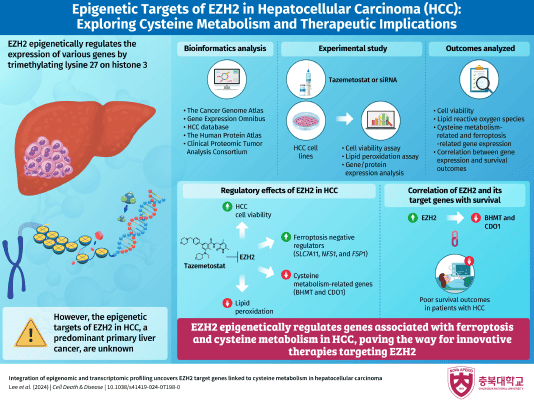 Epigenetic Targets of EZH2 in Hepatocellular Carcinoma (HCC):
Exploring Cysteine Metabolism and Therapeutic Implications
EZH2 epigenetically regulates the
expression of various genes by
trimethylating lysine 27 on histone 3
However, the epigenetic
targets of EZH2 in HCC, a
predominant primary liver
cancer, are unknown
Bioinformatics analysis
• The Cancer Genome Atlas
• Gene Expression Omnibus
• HCC database
• The Human Protein Atlas
• Clinical Proteomic Tumor
Analysis Consortium
Experimental study
Tazemetostat or siRNA
HCC cell
lines
• Cell viability assay
• Lipid peroxidation assay
• Gene/protein
expression analysis
Outcomes analyzed
• Cell viability
• Lipid reactive oxygen species
• Cysteine metabolism-
related and ferroptosis
-related gene expression
• Correlation between gene
expression and survival
outcomes
Regulatory effects of EZH2 in HCC
HCC
cell viability
Ferroptosis negative
regulators
(SLC7A11, NFS1, and FSP1)
EZH2
Tazemetostat
Cysteine
metabolism-related genes
(BHMT and CDO1)
Lipid
peroxidation
Correlation of EZH2 and its
target genes with survival
EZH2
BHMT and
CDO1
Poor survival outcomes
in patients with HCC
EZH2 epigenetically regulates genes associated with ferroptosis
and cysteine metabolism in HCC, paving the way for innovative
therapies targeting EZH2
Integration of epigenomic and transcriptomic profiling uncovers EZH2 target genes linked to cysteine metabolism in hepatocellular carcinoma
Lee et al. (2024) | Cell Death & Disease |
충북대학교